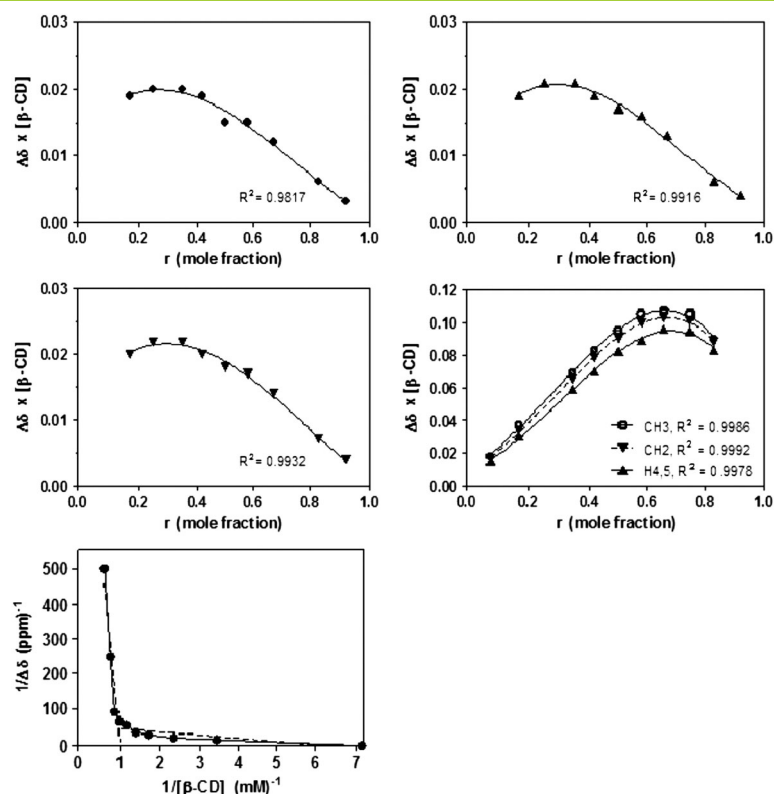 0.03
0.02
0.01
0.00
Δδ x [β-CD]
R² = 0.9817
0.0 0.2 0.4 0.6 0.8 1.0
r (mole fraction)
0.03
0.02
0.01
0.00
Δδ x [β-CD]
R² = 0.9916
0.0 0.2 0.4 0.6 0.8 1.0
r (mole fraction)
0.03
0.02
0.01
0.00
Δδ x [β-CD]
R² = 0.9932
0.0 0.2 0.4 0.6 0.8 1.0
r (mole fraction)
0.12
0.10
0.08
0.06
0.04
0.02
0.00
Δδ x [β-CD]
CH3, R² = 0.9986
CH2, R² = 0.9992
H4,5, R² = 0.9978
0.0 0.2 0.4 0.6 0.8 1.0
r (mole fraction)
500
400
300
200
100
0
1/Δδ (ppm)⁻¹
0 1 2 3 4 5 6 7
1/[β-CD] (mM)⁻¹